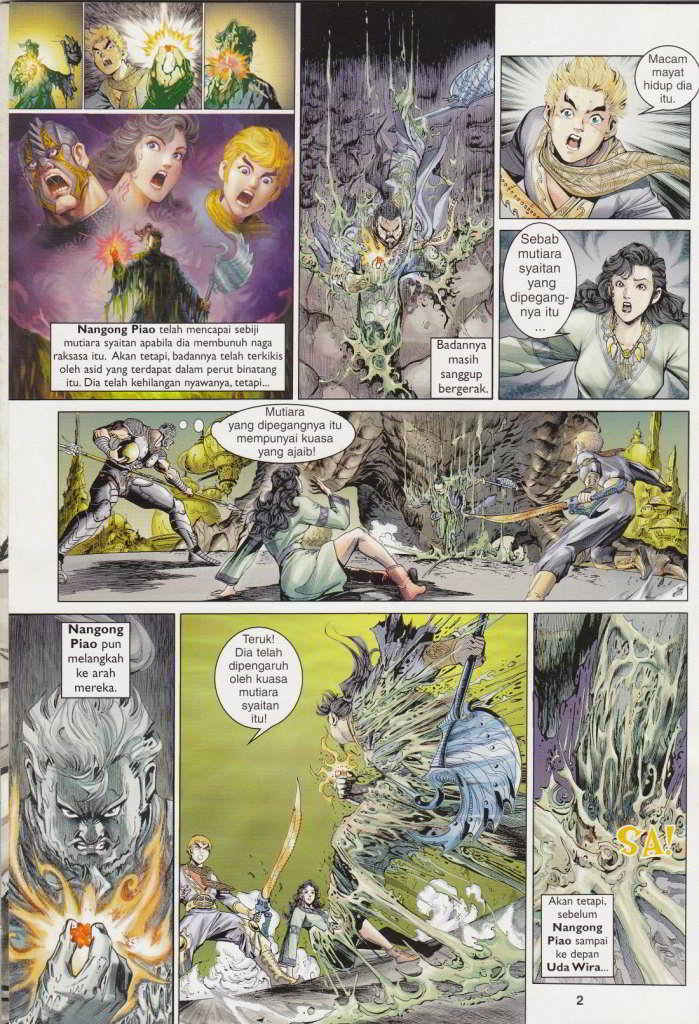 Nangong Piao telah mencapai sebiji
mutiara syaitan apabila dia membunuh naga
raksasa itu. Akan tetapi, badannya telah terkikis
oleh asid yang terdapat dalam perut binatang
itu. Dia telah kehilangan nyawanya, tetapi...
Badannya
masih
sanggup
bergerak.
Macam
mayat
hidup dia
itu.
Sebab
mutiara
syaitan
yang
dipegang-
nya itu
...
Mutiara
yang dipegangnya itu
mempunyai kuasa
yang ajaib!
Nangong
Piao pun
melangkah
ke arah
mereka.
Teruk!
Dia telah
dipengaruh
oleh kuasa
mutiara
syaitan
itu!
SA!
Akan tetapi,
sebelum
Nangong
Piao sampai
ke depan
Uda Wira...
2